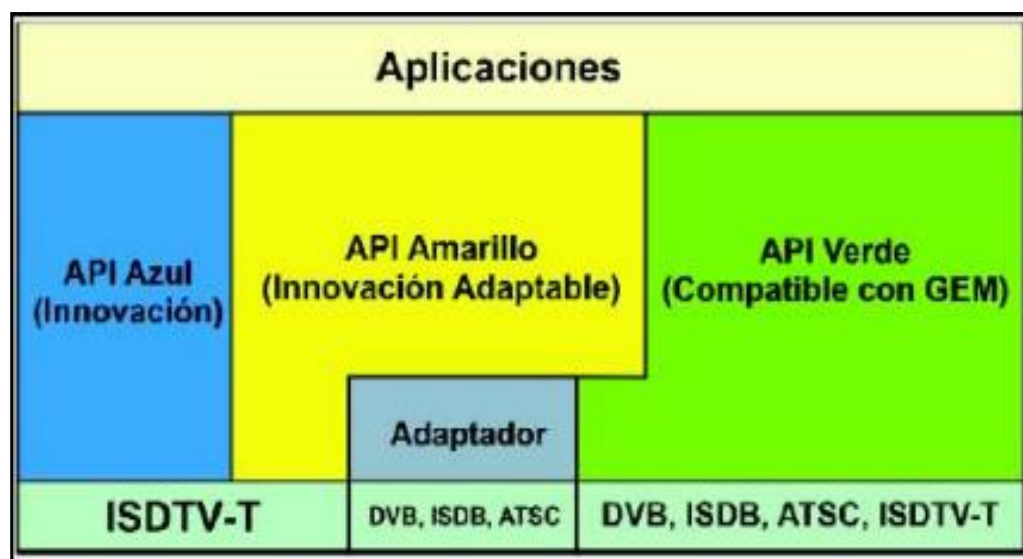 Aplicaciones
API Azul
(Innovación)
API Amarillo
(Innovación Adaptable)
API Verde
(Compatible con GEM)
Adaptador
ISDTV-T
DVB, ISDB, ATSC
DVB, ISDB, ATSC, ISDTV-T